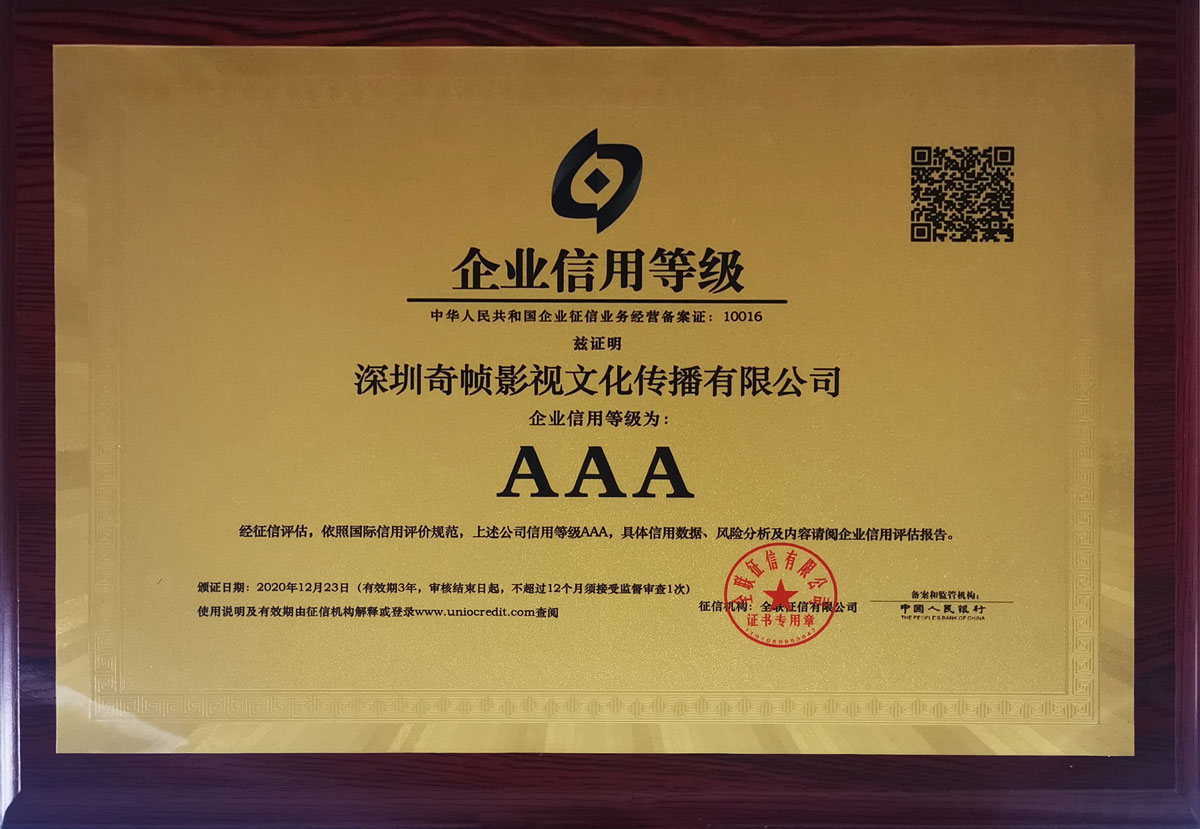 企业信用等级
中华人民共和国企业征信业务经营备案证：10016
兹证明
深圳奇帧影视文化传播有限公司
企业信用等级为：
AAA
经征信评估，依照国际信用评价规范，上述公司信用等级AAA，具体信用数据、风险分析及内容请阅企业信用评估报告。
颁证日期：2020年12月23日（有效期3年，审核结束日起，不超过12个月须接受监督审查1次）
使用说明及有效期由征信机构解释或登录www.uniocredit.com查阅
征信机构：全联征信有限公司
全联征信有限公司
证书专用章
备案和监管机构：
中国人民银行
THE PEOPLE'S BANK OF CHINA